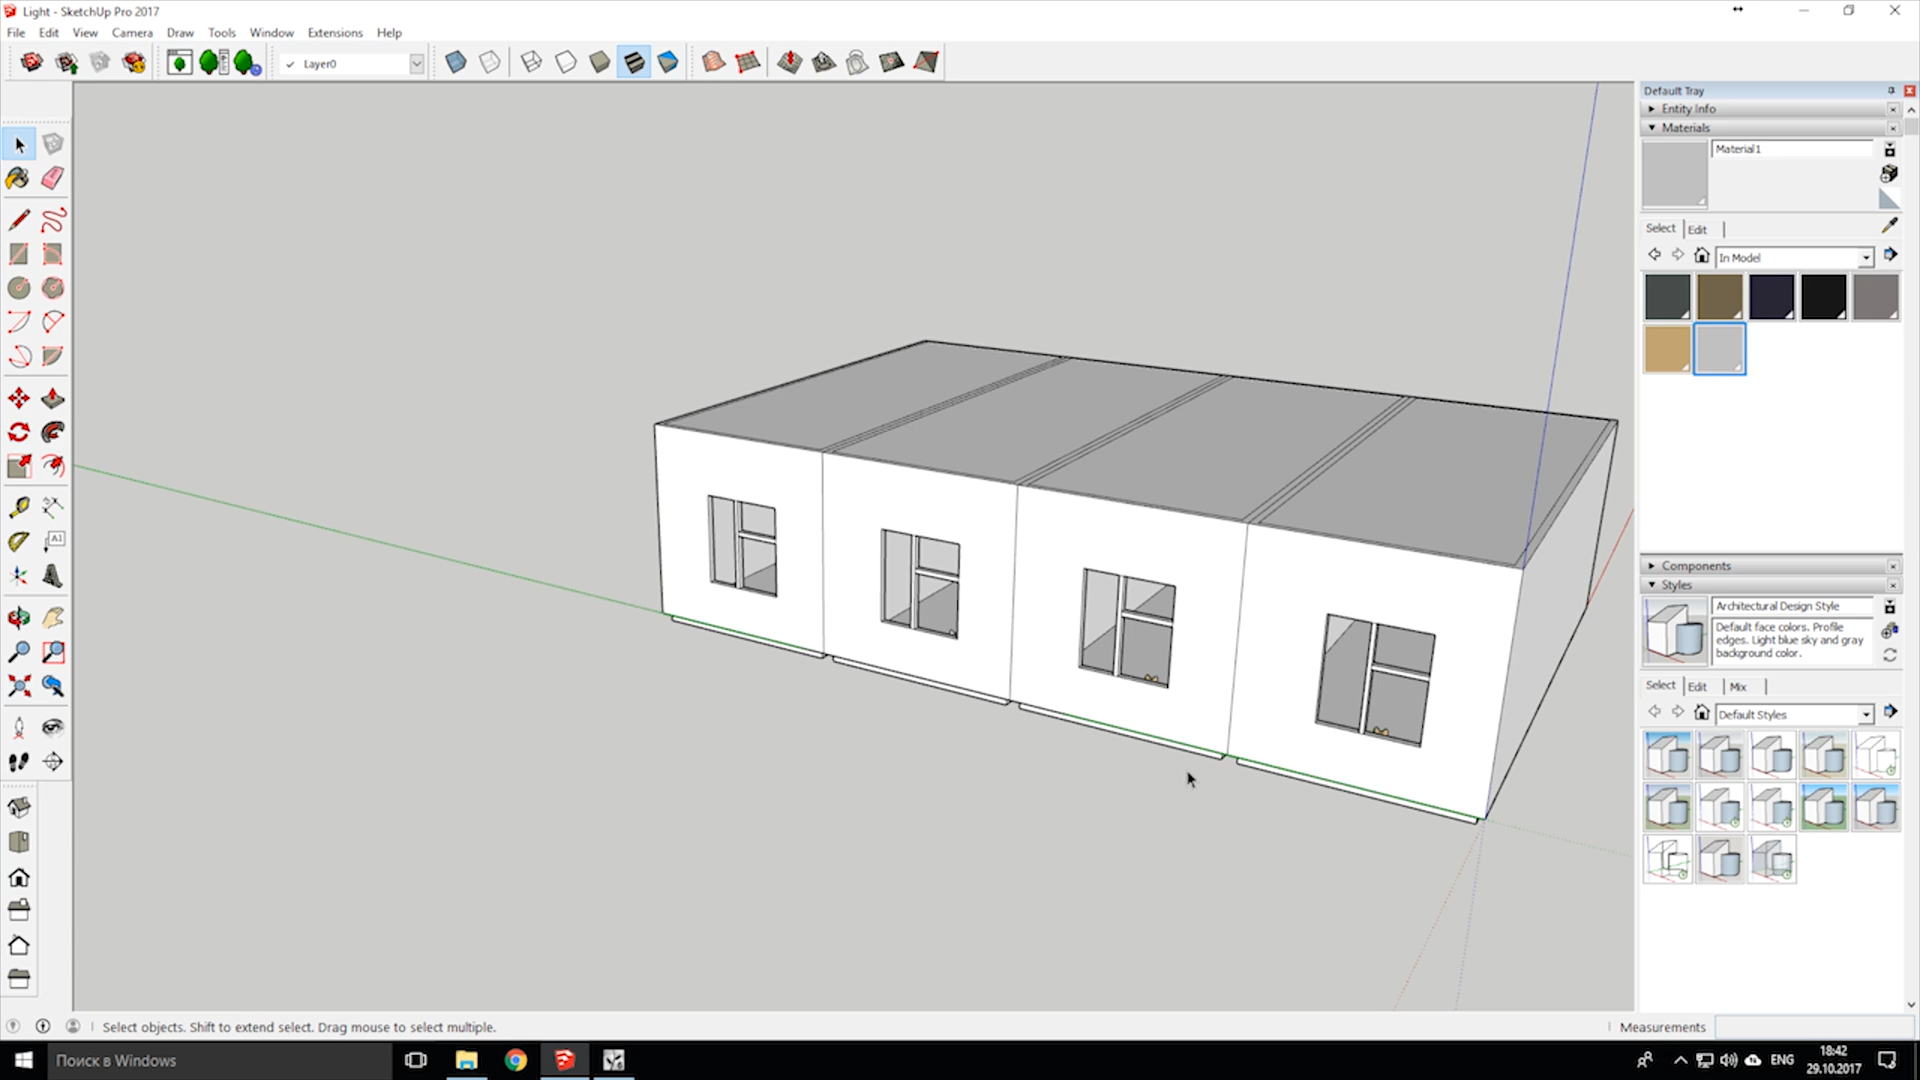 Light - SketchUp Pro 2017
File Edit View Camera Draw Tools Window Extensions Help
Layer0
Default Tray
Entity Info
Materials
Material1
Select Edit
In Model
Components
Styles
Architectural Design Style
Default face colors. Profile
edges. Light blue sky and gray
background color.
Select Edit Mix
Default Styles
A1
Select objects. Shift to extend select. Drag mouse to select multiple.
Measurements
Поиск в Windows
ENG
18:42
29.10.2017